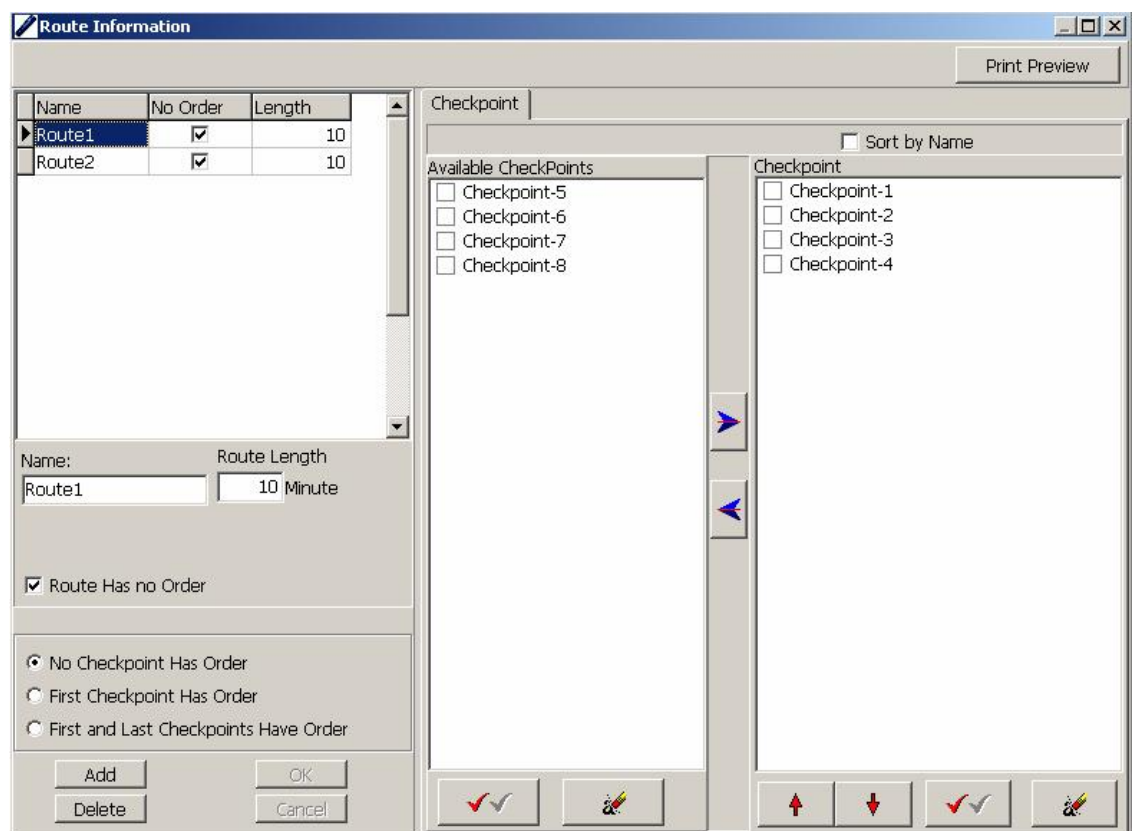 Route Information
Print Preview
Name No Order Length
Route1 10
Route2 10
Name: Route Length
Route1 10 Minute
Route Has no Order
No Checkpoint Has Order
First Checkpoint Has Order
First and Last Checkpoints Have Order
Add OK
Delete Cancel
Checkpoint
Sort by Name
Available CheckPoints
Checkpoint-5
Checkpoint-6
Checkpoint-7
Checkpoint-8
Checkpoint
Checkpoint-1
Checkpoint-2
Checkpoint-3
Checkpoint-4